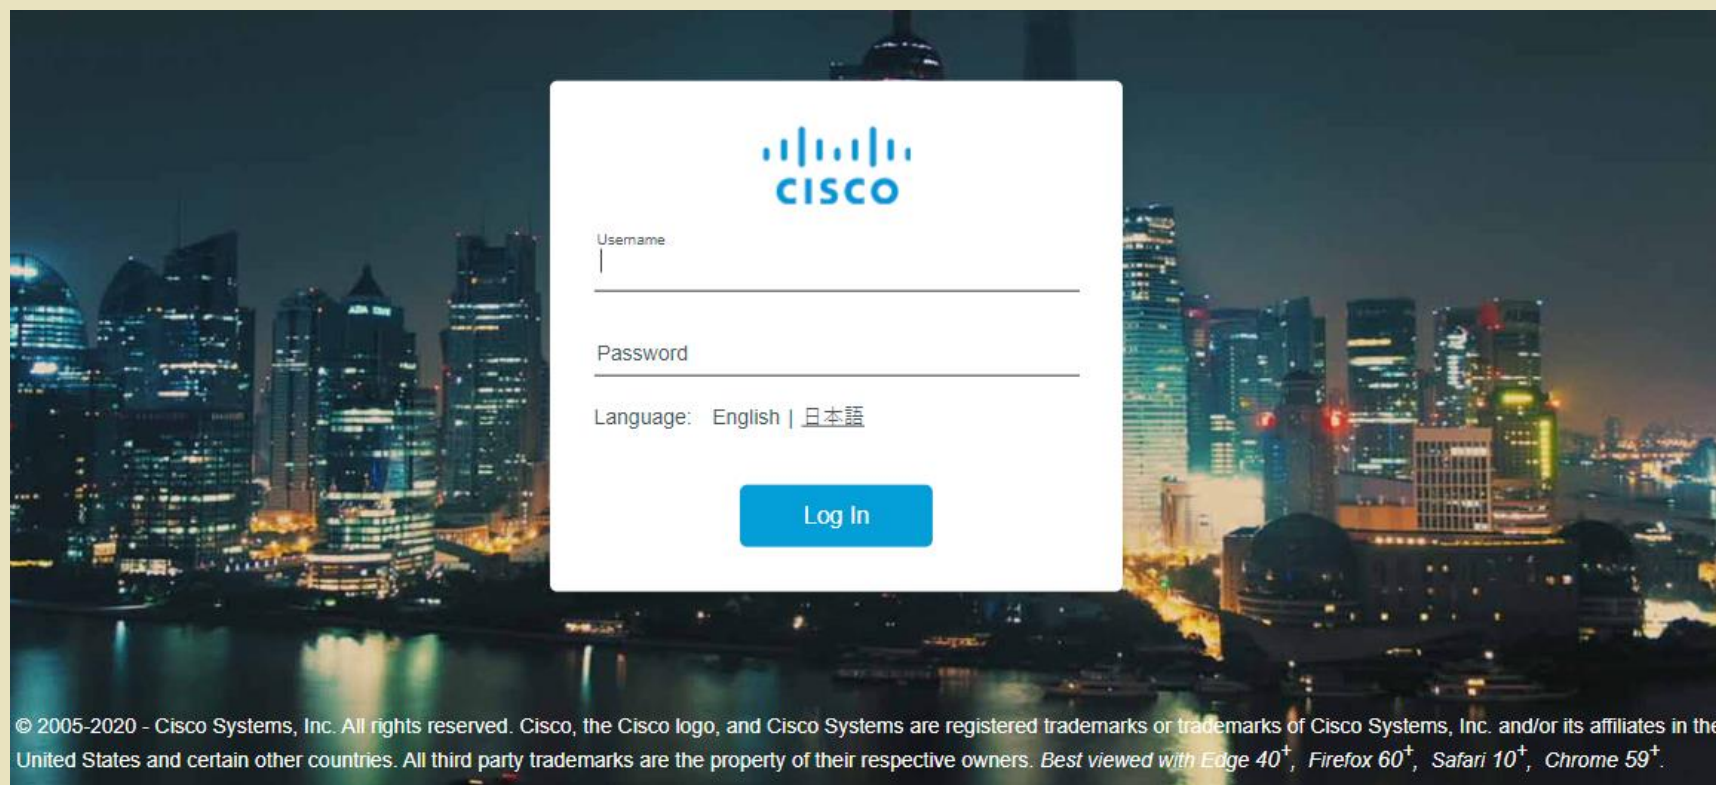 CISCO
Username
Password
Language: English | 日本語
Log In
© 2005-2020 - Cisco Systems, Inc. All rights reserved. Cisco, the Cisco logo, and Cisco Systems are registered trademarks or trademarks of Cisco Systems, Inc. and/or its affiliates in the
United States and certain other countries. All third party trademarks are the property of their respective owners. Best viewed with Edge 40+, Firefox 60+, Safari 10+, Chrome 59+.